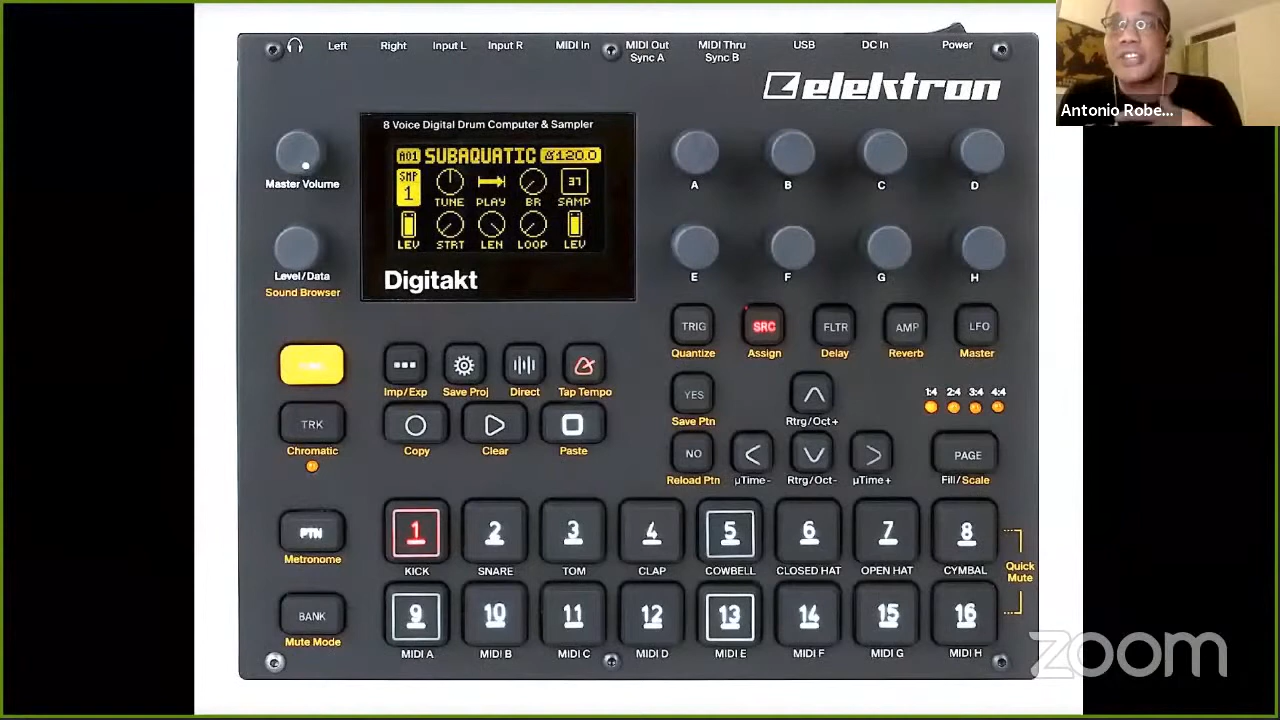 Left Right Input L Input R MIDI In MIDI Out MIDI Thru USB DC In Power
Sync A Sync B
elektron
8 Voice Digital Drum Computer & Sampler
A01 SUBAQUATIC 120.0
SMP 1 TUNE PLAY BR 37 SAMP
LEV STRT LEN LOOP LEV
Digitakt
Master Volume
Level/Data
Sound Browser
A B C D
E F G H
TRIG SRC FLTR AMP LFO
Quantize Assign Delay Reverb Master
Imp/Exp Save Proj Direct Tap Tempo
YES
Save Ptn Rtrg/Oct+
1:4 2:4 3:4 4:4
TRK
Chromatic
Copy Clear Paste
NO PAGE
Reload Ptn µTime- Rtrg/Oct- µTime+ Fill/Scale
PTN
Metronome
1 2 3 4 5 6 7 8
KICK SNARE TOM CLAP COWBELL CLOSED HAT OPEN HAT CYMBAL
Quick
Mute
BANK
Mute Mode
9 10 11 12 13 14 15 16
MIDI A MIDI B MIDI C MIDI D MIDI E MIDI F MIDI G MIDI H
Antonio Robe...
zoom